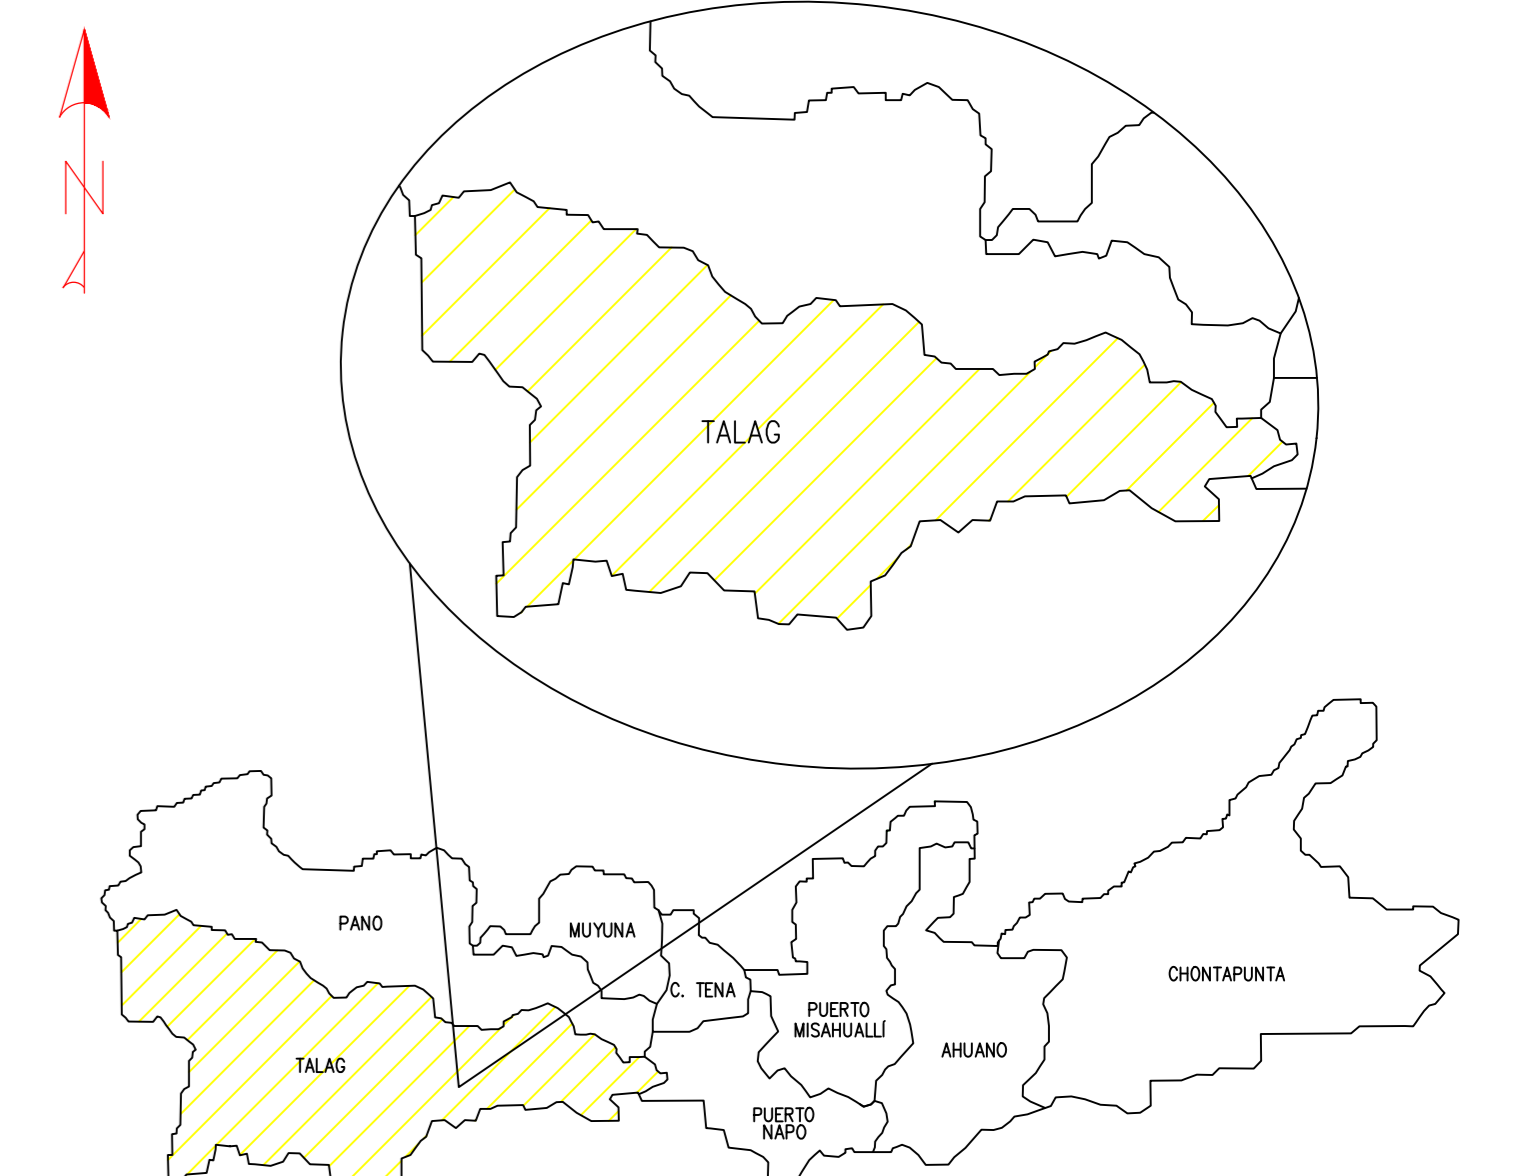 N
TALAG
PANO
MUYUNA
C. TENA
CHONTAPUNTA
PUERTO
MISAHUALLÍ
AHUANO
TALAG
PUERTO
NAPO